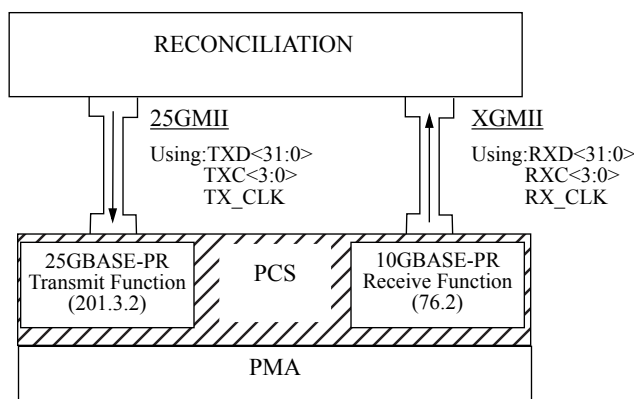 RECONCILIATION
25GMII
Using:TXD<31:0>
TXC<3:0>
TX_CLK
XGMII
Using:RXD<31:0>
RXC<3:0>
RX_CLK
25GBASE-PR
Transmit Function
(201.3.2)
PCS
10GBASE-PR
Receive Function
(76.2)
PMA